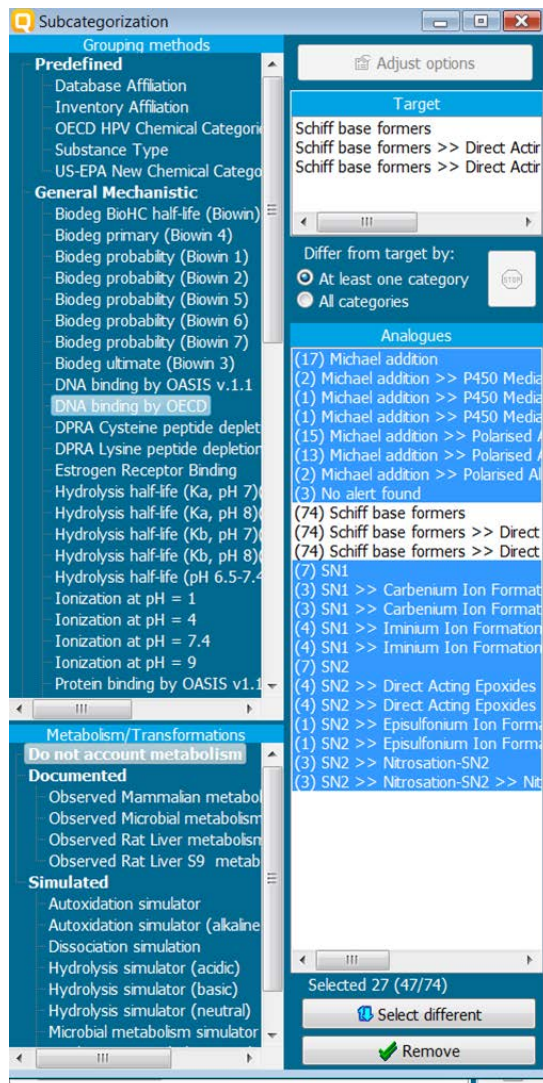 Subcategorization
Grouping methods
Predefined
Database Affiliation
Inventory Affiliation
OECD HPV Chemical Categori
Substance Type
US-EPA New Chemical Catego
General Mechanistic
Biodeg BioHC half-life (Biowin)
Biodeg primary (Biowin 4)
Biodeg probability (Biowin 1)
Biodeg probability (Biowin 2)
Biodeg probability (Biowin 5)
Biodeg probability (Biowin 6)
Biodeg probability (Biowin 7)
Biodeg ultimate (Biowin 3)
DNA binding by OASIS v.1.1
DNA binding by OECD
DPRA Cysteine peptide deplet
DPRA Lysine peptide depletion
Estrogen Receptor Binding
Hydrolysis half-life (Ka, pH 7)(
Hydrolysis half-life (Ka, pH 8)(
Hydrolysis half-life (Kb, pH 7)(
Hydrolysis half-life (Kb, pH 8)(
Hydrolysis half-life (pH 6.5-7.4
Ionization at pH = 1
Ionization at pH = 4
Ionization at pH = 7.4
Ionization at pH = 9
Protein binding by OASIS v1.1
Metabolism/Transformations
Do not account metabolism
Documented
Observed Mammalian metabol
Observed Microbial metabolism
Observed Rat Liver metabolism
Observed Rat Liver S9 metab
Simulated
Autoxidation simulator
Autoxidation simulator (alkaline
Dissociation simulation
Hydrolysis simulator (acidic)
Hydrolysis simulator (basic)
Hydrolysis simulator (neutral)
Microbial metabolism simulator
Adjust options
Target
Schiff base formers
Schiff base formers >> Direct Actin
Schiff base formers >> Direct Actin
Differ from target by:
At least one category
All categories
STOP
Analogues
(17) Michael addition
(2) Michael addition >> P450 Media
(1) Michael addition >> P450 Media
(1) Michael addition >> P450 Media
(15) Michael addition >> Polarised A
(13) Michael addition >> Polarised A
(2) Michael addition >> Polarised Al
(3) No alert found
(74) Schiff base formers
(74) Schiff base formers >> Direct
(74) Schiff base formers >> Direct
(7) SN1
(3) SN1 >> Carbenium Ion Format
(3) SN1 >> Carbenium Ion Format
(4) SN1 >> Iminium Ion Formation
(4) SN1 >> Iminium Ion Formation
(7) SN2
(4) SN2 >> Direct Acting Epoxides
(4) SN2 >> Direct Acting Epoxides
(1) SN2 >> Episulfonium Ion Forma
(1) SN2 >> Episulfonium Ion Forma
(3) SN2 >> Nitrosation-SN2
(3) SN2 >> Nitrosation-SN2 >> Nit
Selected 27 (47/74)
Select different
Remove